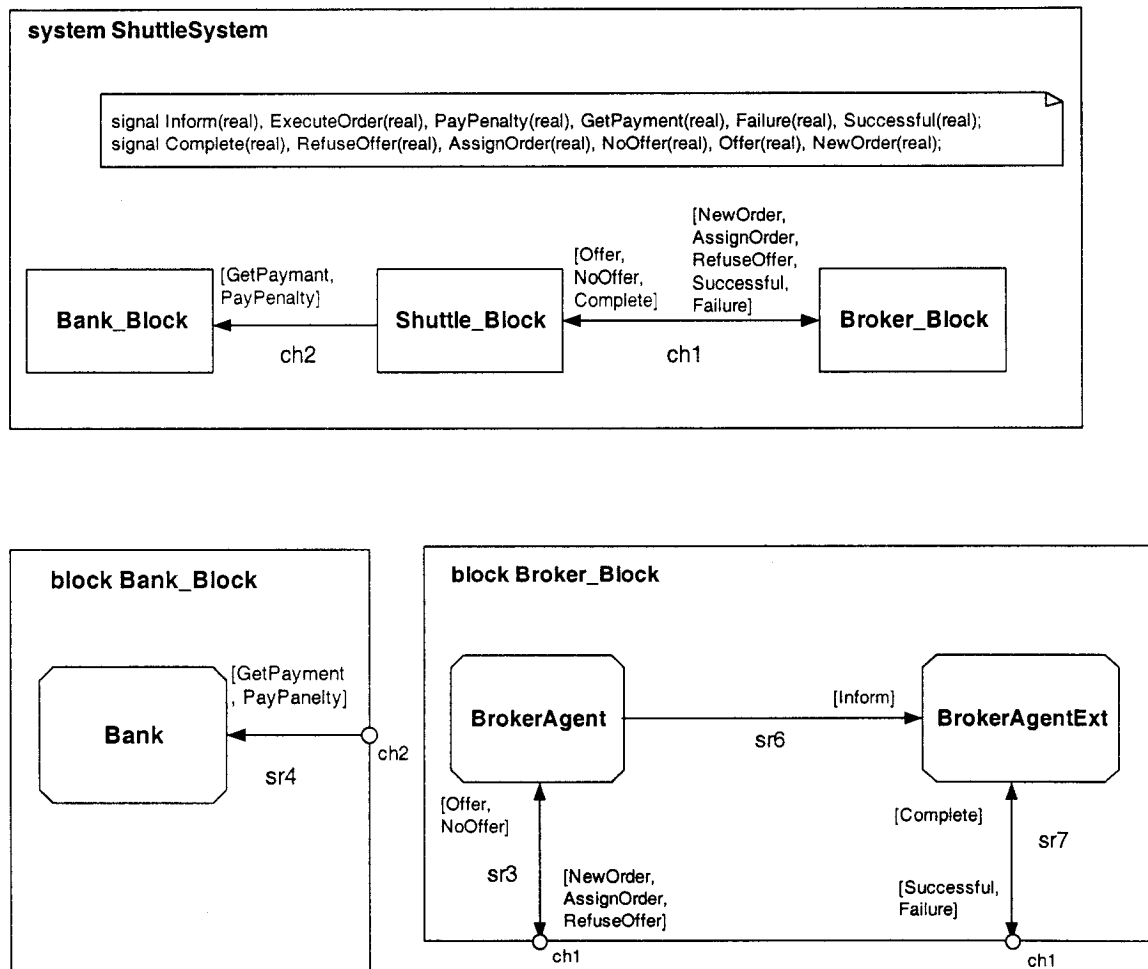 system ShuttleSystem
signal Inform(real), ExecuteOrder(real), PayPenalty(real), GetPayment(real), Failure(real), Successful(real);
signal Complete(real), RefuseOffer(real), AssignOrder(real), NoOffer(real), Offer(real), NewOrder(real);
[GetPaymant,
PayPenalty]
[Offer,
NoOffer,
Complete]
[NewOrder,
AssignOrder,
RefuseOffer,
Successful,
Failure]
Bank_Block
Shuttle_Block
Broker_Block
ch2
ch1
block Bank_Block
[GetPayment
, PayPanelty]
Bank
sr4
ch2
block Broker_Block
BrokerAgent
[Inform]
sr6
BrokerAgentExt
[Offer,
NoOffer]
sr3
[NewOrder,
AssignOrder,
RefuseOffer]
ch1
[Complete]
sr7
[Successful,
Failure]
ch1